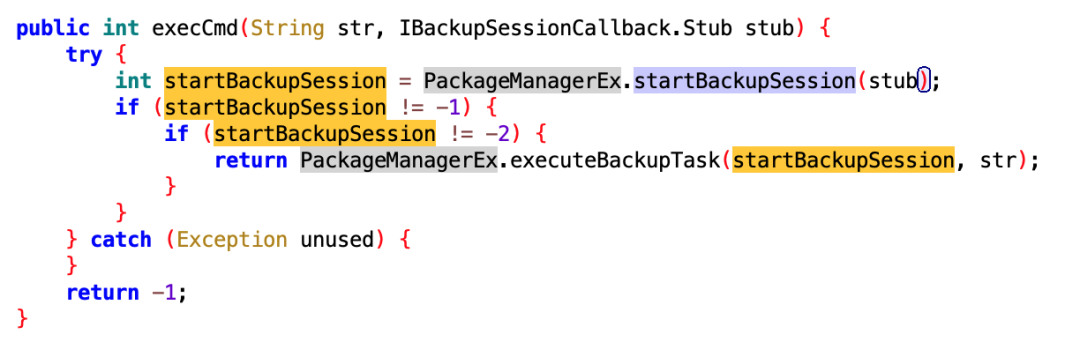 public int execCmd(String str, IBackupSessionCallback.Stub stub) {
    try {
        int startBackupSession = PackageManagerEx.startBackupSession(stub);
        if (startBackupSession != -1) {
            if (startBackupSession != -2) {
                return PackageManagerEx.executeBackupTask(startBackupSession, str);
            }
        }
    } catch (Exception unused) {
    }
    return -1;
}